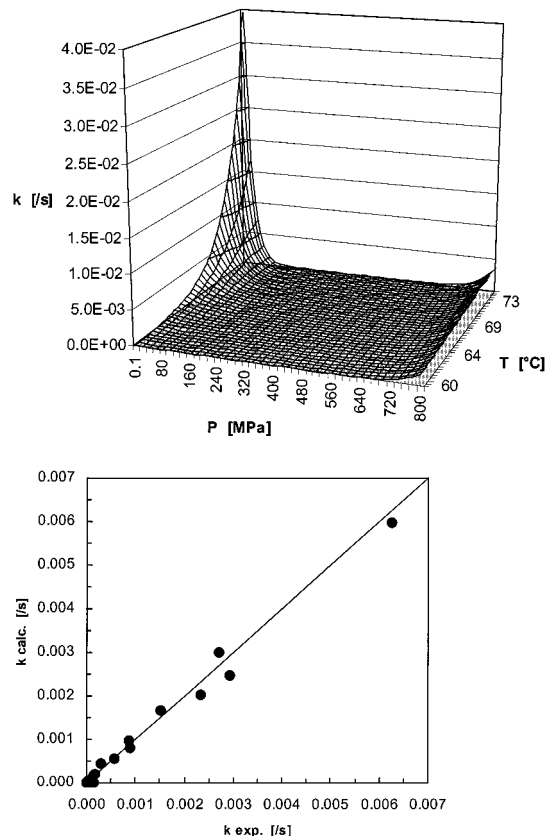 4.0E-02
3.5E-02
3.0E-02
2.5E-02
k [/s]
2.0E-02
1.5E-02
1.0E-02
5.0E-03
0.0E+00
0.1
80
160
240
320
400
480
560
640
720
800
P [MPa]
60
64
69
73
T [°C]
0.007
0.006
0.005
0.004
0.003
0.002
0.001
0.000
k calc. [/s]
0.000 0.001 0.002 0.003 0.004 0.005 0.006 0.007
k exp. [/s]